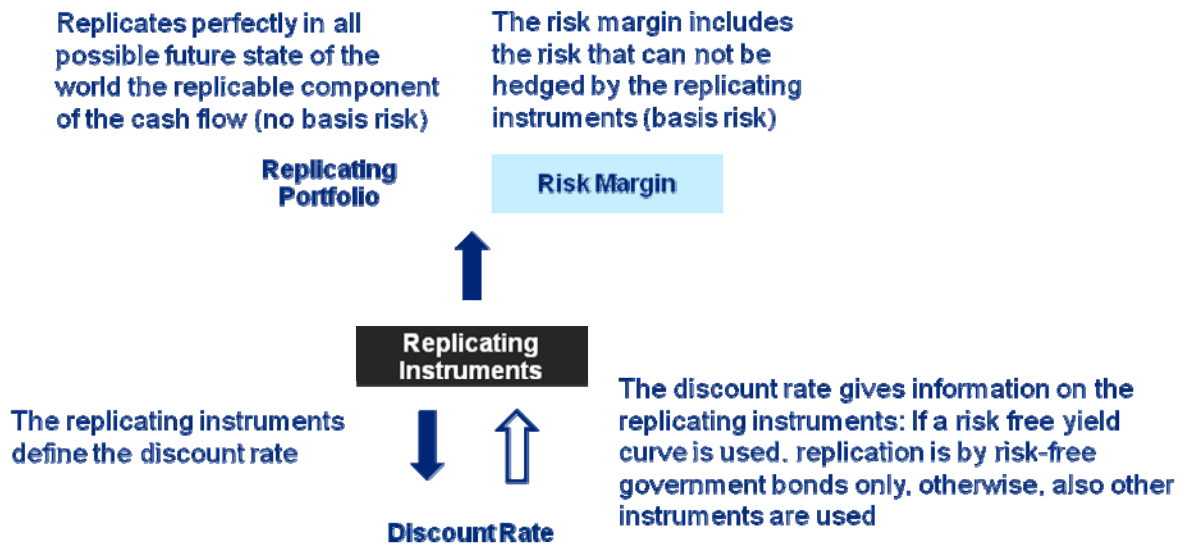 Replicates perfectly in all
possible future state of the
world the replicable component
of the cash flow (no basis risk)
The risk margin includes
the risk that can not be
hedged by the replicating
instruments (basis risk)
Replicating
Portfolio
Risk Margin
Replicating
Instruments
The replicating instruments
define the discount rate
The discount rate gives information on the
replicating instruments: If a risk free yield
curve is used. replication is by risk-free
government bonds only, otherwise, also other
instruments are used
Discount Rate